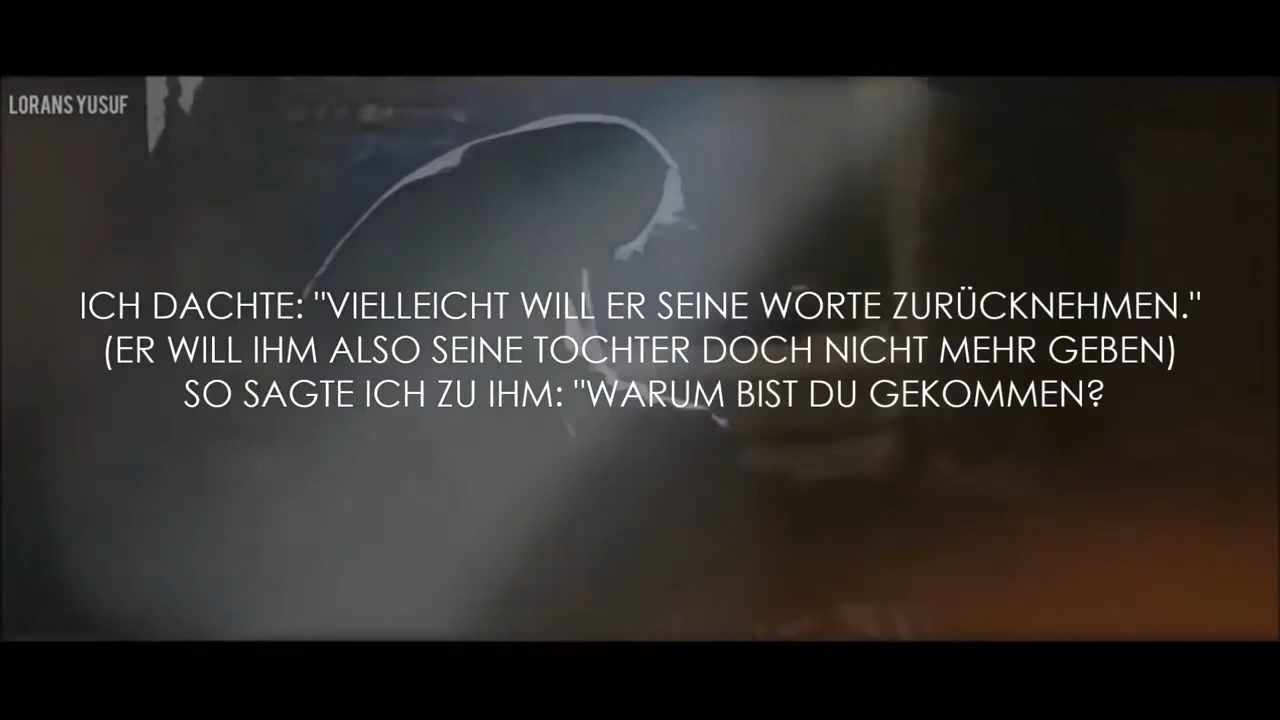 LORANS YUSUF
ICH DACHTE: "VIELLEICHT WILL ER SEINE WORTE ZURÜCKNEHMEN."
(ER WILL IHM ALSO SEINE TOCHTER DOCH NICHT MEHR GEBEN)
SO SAGTE ICH ZU IHM: "WARUM BIST DU GEKOMMEN?